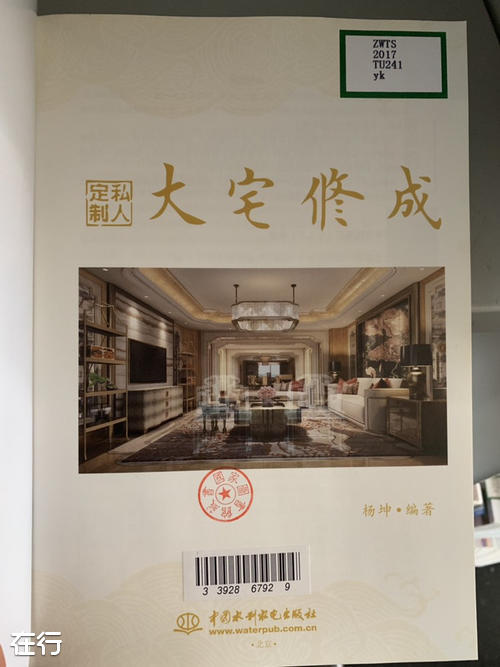 ZWTS
2017
TU241
yk
私人定制
大宅修成
杨坤·编著
3 3928 6792 9
中国水利水电出版社
www.waterpub.com.cn
·北京·
在行